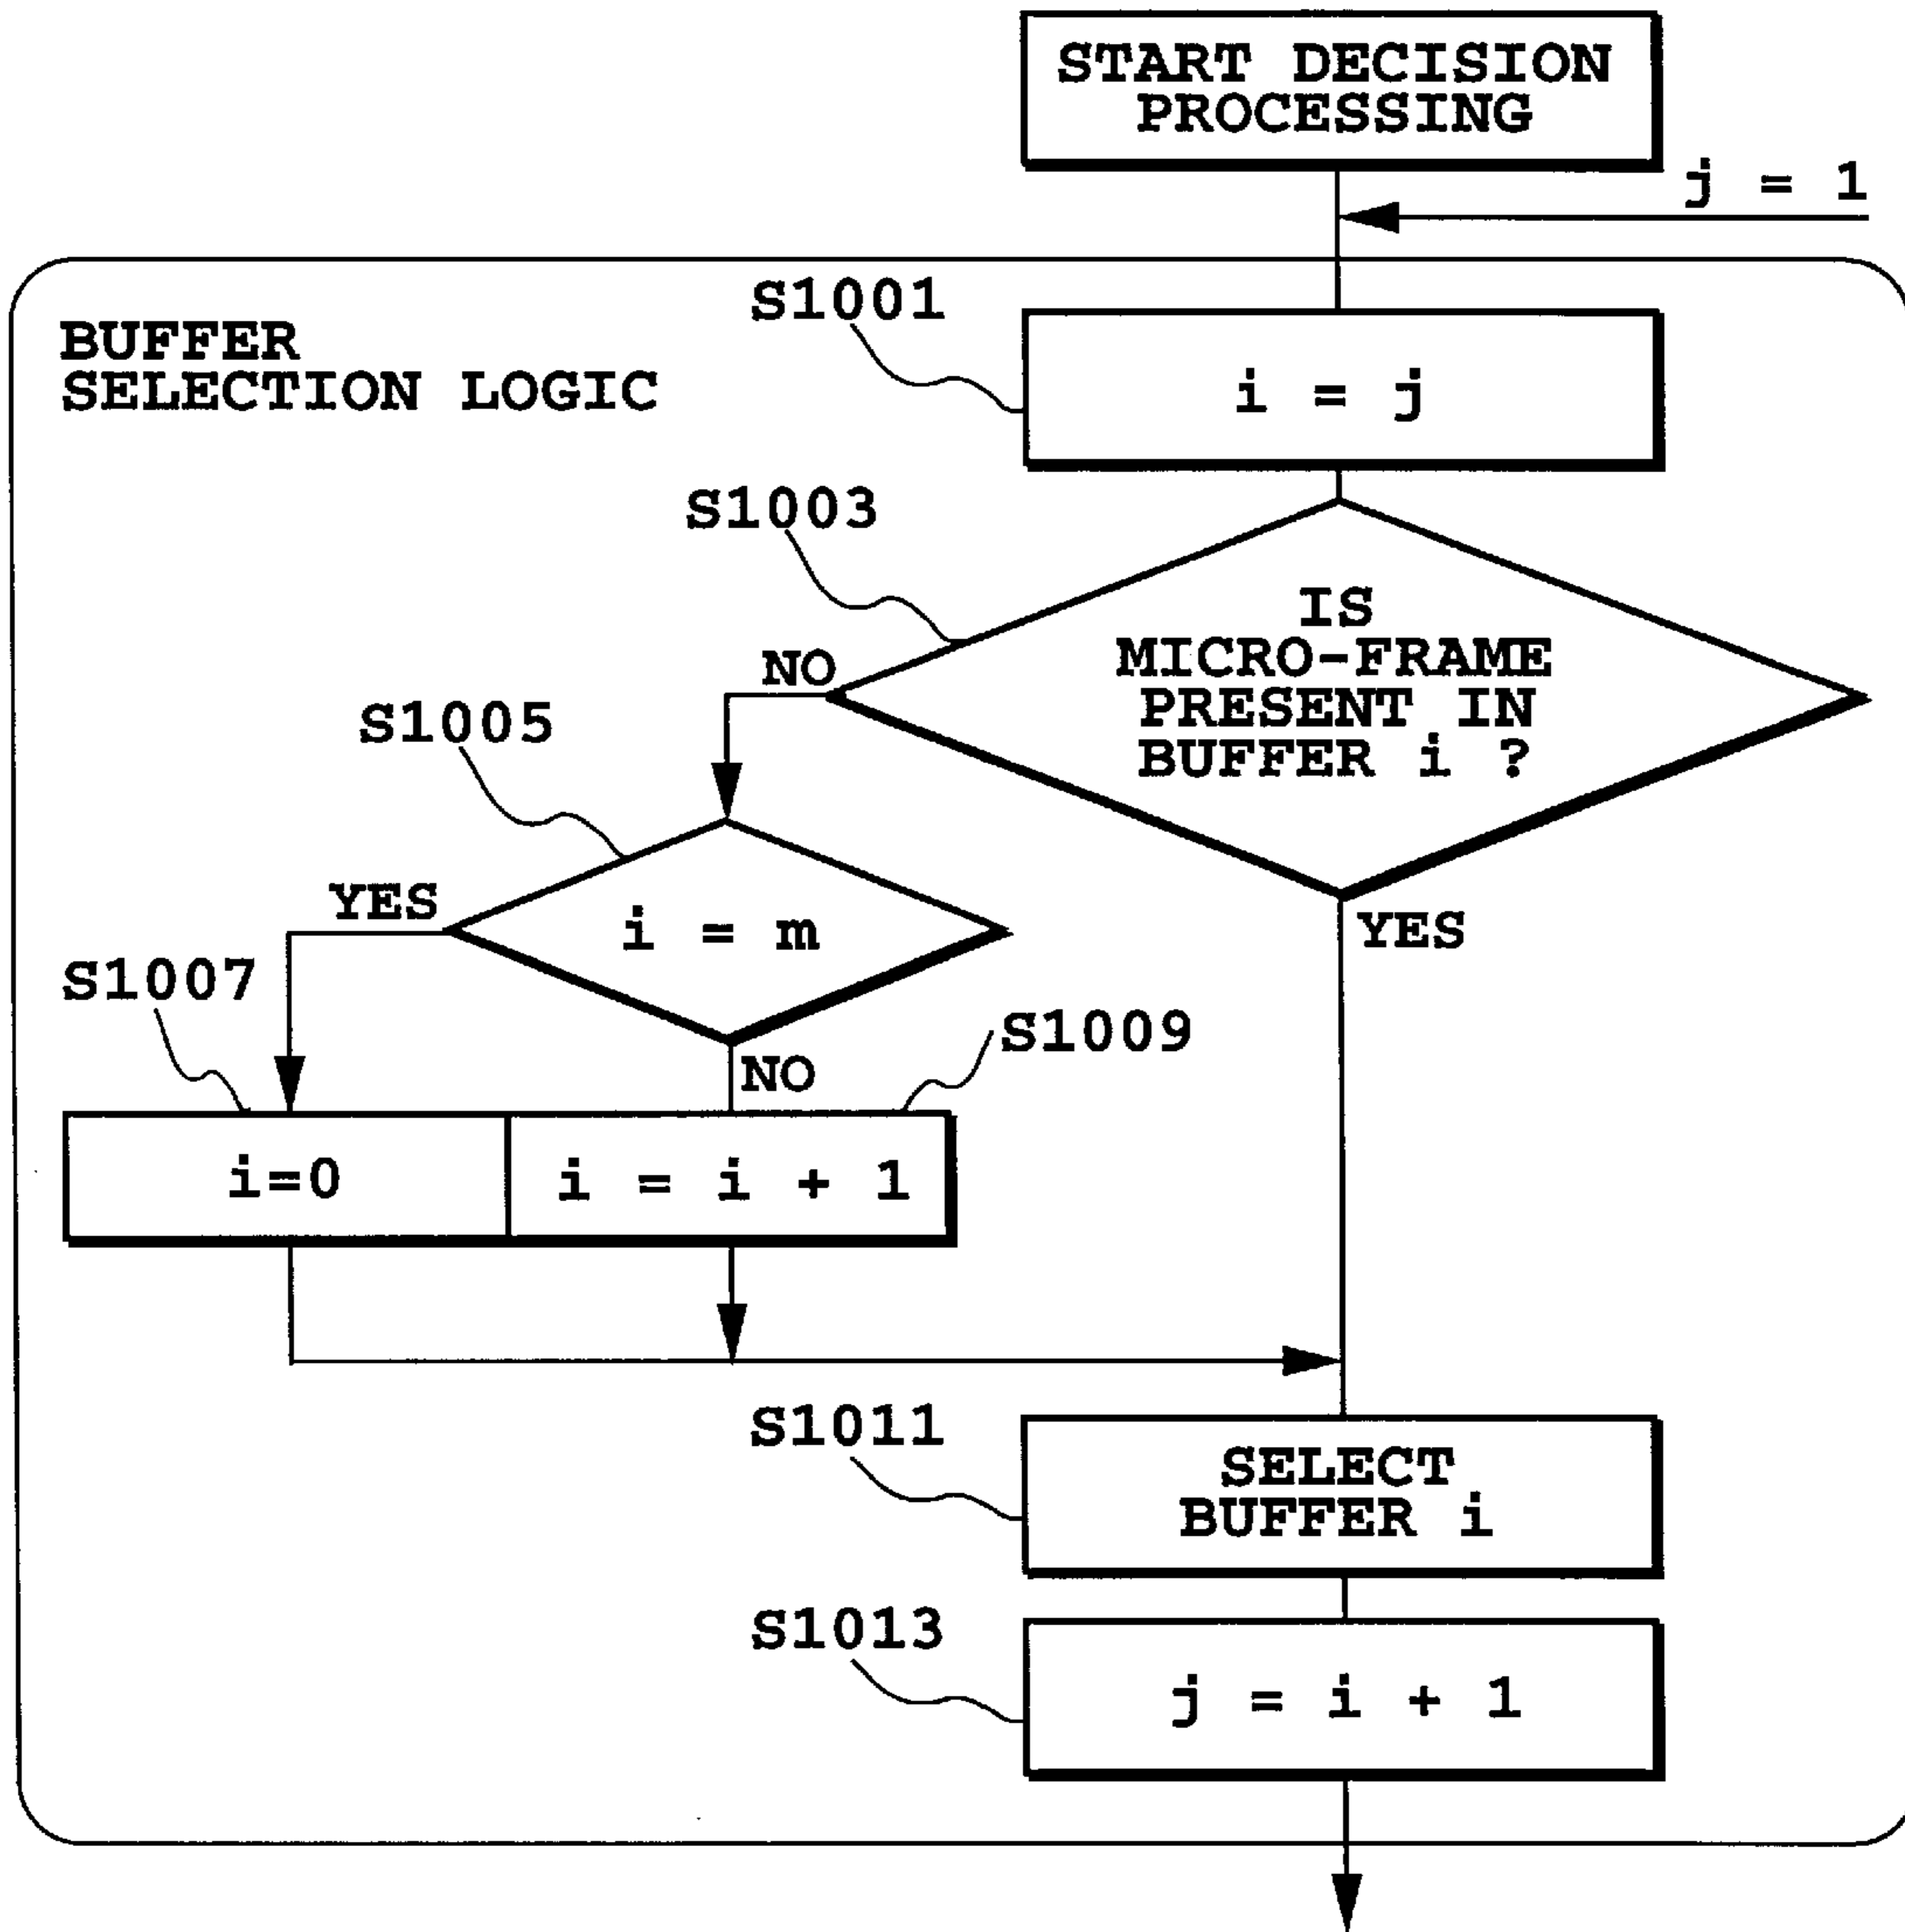 START DECISION
PROCESSING
j = 1
BUFFER
SELECTION LOGIC
S1001
i = j
S1003
IS
MICRO-FRAME
PRESENT IN
BUFFER i ?
NO
S1005
YES
i = m
YES
S1007
S1009
NO
i=0
i = i + 1
S1011
SELECT
BUFFER i
S1013
j = i + 1